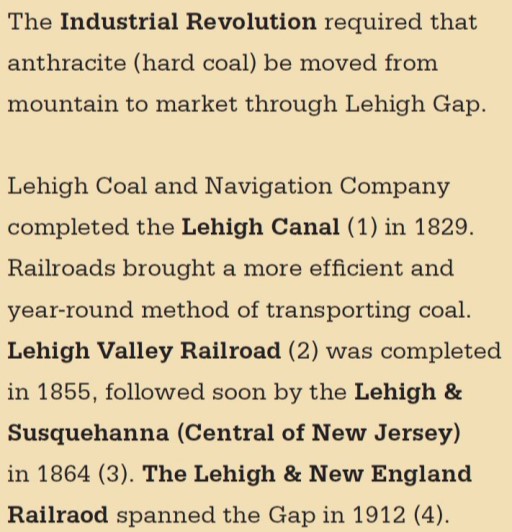 The Industrial Revolution required that
anthracite (hard coal) be moved from
mountain to market through Lehigh Gap.
Lehigh Coal and Navigation Company
completed the Lehigh Canal (1) in 1829.
Railroads brought a more efficient and
year-round method of transporting coal.
Lehigh Valley Railroad (2) was completed
in 1855, followed soon by the Lehigh &
Susquehanna (Central of New Jersey)
in 1864 (3). The Lehigh & New England
Railraod spanned the Gap in 1912 (4).